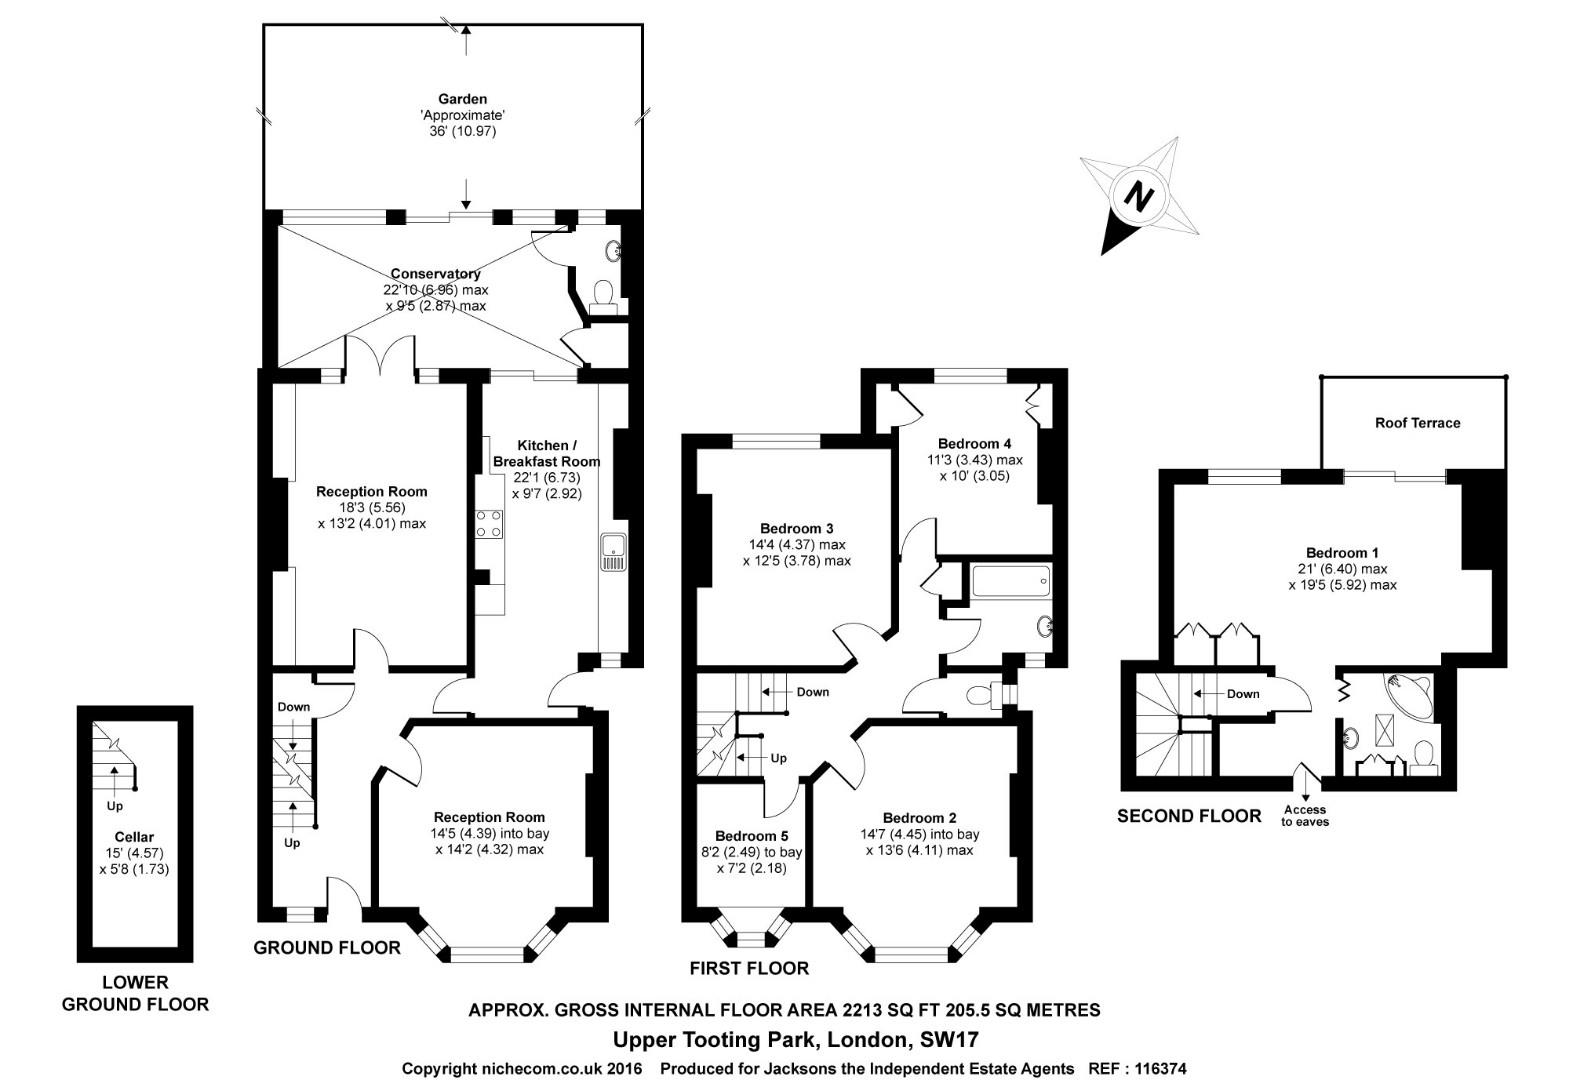 Garden
'Approximate'
36' (10.97)
N
Conservatory
22'10 (6.96) max
x 9'5 (2.87) max
Reception Room
18'3 (5.56)
x 13'2 (4.01) max
Kitchen /
Breakfast Room
22'1 (6.73)
x 9'7 (2.92)
Down
Up
Reception Room
14'5 (4.39) into bay
x 14'2 (4.32) max
GROUND FLOOR
Up
Cellar
15' (4.57)
x 5'8 (1.73)
LOWER
GROUND FLOOR
Bedroom 4
11'3 (3.43) max
x 10' (3.05)
Bedroom 3
14'4 (4.37) max
x 12'5 (3.78) max
Down
Up
Bedroom 5
8'2 (2.49) to bay
x 7'2 (2.18)
Bedroom 2
14'7 (4.45) into bay
x 13'6 (4.11) max
FIRST FLOOR
Roof Terrace
Bedroom 1
21' (6.40) max
x 19'5 (5.92) max
Down
Access
to eaves
SECOND FLOOR
APPROX. GROSS INTERNAL FLOOR AREA 2213 SQ FT 205.5 SQ METRES
Upper Tooting Park, London, SW17
Copyright nichecom.co.uk 2016 Produced for Jacksons the Independent Estate Agents REF : 116374